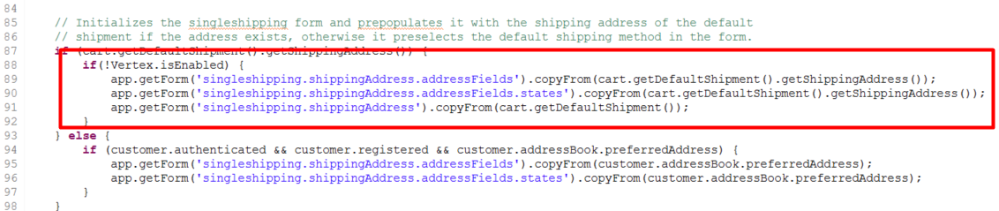 84
85 // Initializes the singleshipping form and prepopulates it with the shipping address of the default
86 // shipment if the address exists, otherwise it preselects the default shipping method in the form.
87 if (cart.getDefaultShipment().getShippingAddress()) {
88 if(!Vertex.isEnabled) {
89 app.getForm('singleshipping.shippingAddress.addressFields').copyFrom(cart.getDefaultShipment().getShippingAddress());
90 app.getForm('singleshipping.shippingAddress.addressFields.states').copyFrom(cart.getDefaultShipment().getShippingAddress());
91 app.getForm('singleshipping.shippingAddress').copyFrom(cart.getDefaultShipment());
92 }
93 } else {
94 if (customer.authenticated && customer.registered && customer.addressBook.preferredAddress) {
95 app.getForm('singleshipping.shippingAddress.addressFields').copyFrom(customer.addressBook.preferredAddress);
96 app.getForm('singleshipping.shippingAddress.addressFields.states').copyFrom(customer.addressBook.preferredAddress);
97 }
98 }